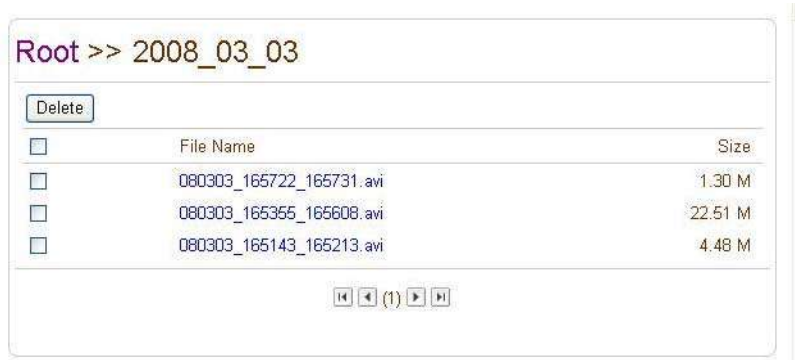 Root >> 2008_03_03
Delete
File Name Size
080303_165722_165731.avi 1.30 M
080303_165355_165608.avi 22.51 M
080303_165143_165213.avi 4.48 M
(1)